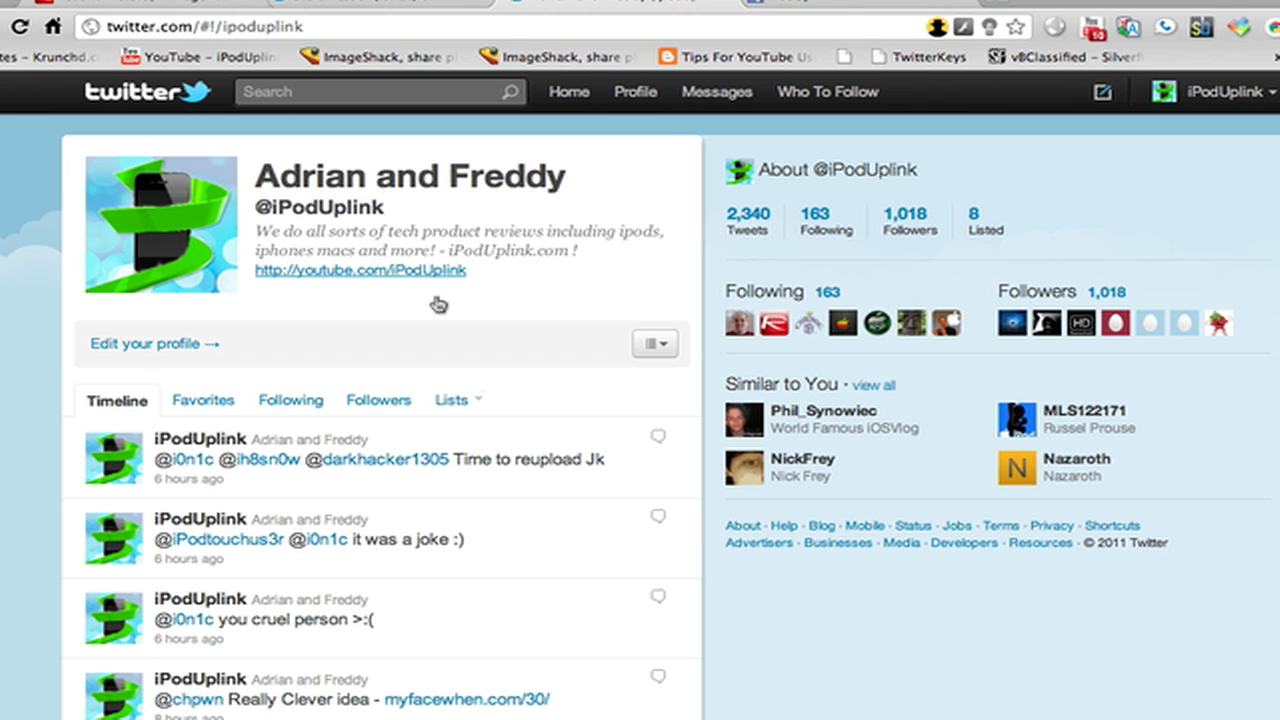 twitter.com/#!/ipoduplink
tes – Krunchd.c
YouTube – iPodUplin
ImageShack, share p
ImageShack, share p
Tips For YouTube Us
TwitterKeys
vBClassified – Silverf
twitter
Search
Home
Profile
Messages
Who To Follow
iPodUplink
Adrian and Freddy
@iPodUplink
We do all sorts of tech product reviews including ipods,
iphones macs and more! - iPodUplink.com !
http://youtube.com/iPodUplink
Edit your profile →
Timeline
Favorites
Following
Followers
Lists
iPodUplink Adrian and Freddy
@i0n1c @ih8sn0w @darkhacker1305 Time to reupload Jk
6 hours ago
iPodUplink Adrian and Freddy
@iPodtouchus3r @i0n1c it was a joke :)
6 hours ago
iPodUplink Adrian and Freddy
@i0n1c you cruel person >:(
6 hours ago
iPodUplink Adrian and Freddy
@chpwn Really Clever idea - myfacewhen.com/30/
8 hours ago
About @iPodUplink
2,340
Tweets
163
Following
1,018
Followers
8
Listed
Following 163
Followers 1,018
HD
Similar to You · view all
Phil_Synowiec
World Famous iOSVlog
MLS122171
Russel Prouse
NickFrey
Nick Frey
N
Nazaroth
Nazaroth
About · Help · Blog · Mobile · Status · Jobs · Terms · Privacy · Shortcuts
Advertisers · Businesses · Media · Developers · Resources · © 2011 Twitter